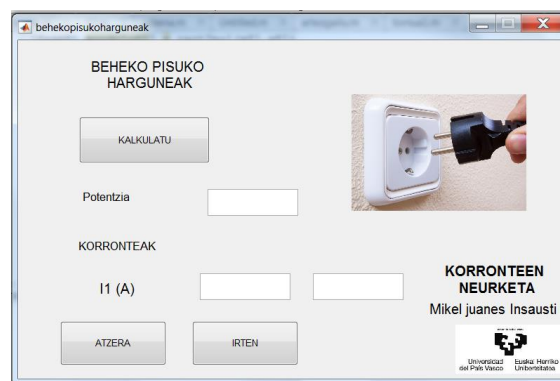 behekopisukoharguneak
BEHEKO PISUKO
HARGUNEAK
KALKULATU
Potentzia
KORRONTEAK
I1 (A)
ATZERA
IRTEN
KORRONTEEN
NEURKETA
Mikel juanes Insausti
Universidad Euskal Herriko
del País Vasco Unibertsitatea